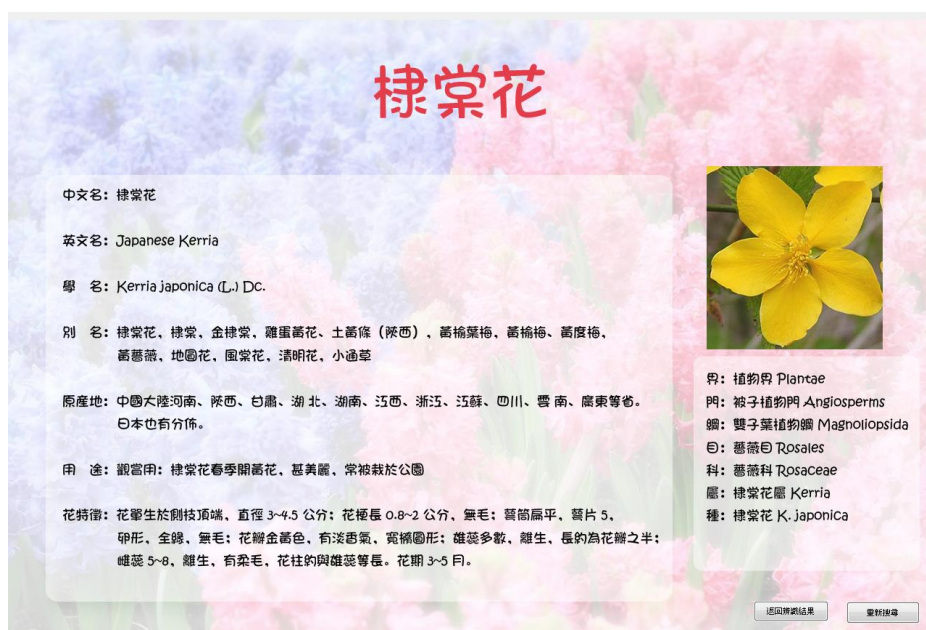 棣棠花
中文名：棣棠花
英文名：Japanese Kerria
學　名：Kerria japonica (L.) Dc.
別　名：棣棠花，棣棠，金棣棠，雞蛋黃花、土黃條（陝西），黃榆葉梅，黃榆梅、黃度梅，
黃薔薇，地園花，風棠花，清明花，小通草
原產地：中國大陸河南、陝西、甘肅、湖 北、湖南、江西、浙江、江蘇、四川、雲 南、廣東等省。
日本也有分佈。
用　途：觀賞用：棣棠花春季開黃花，甚美麗，常被栽於公園
花特徵：花單生於側枝頂端，直徑 3~4.5 公分；花梗長 0.8~2 公分，無毛；萼筒扁平，萼片 5，
卵形，全緣，無毛；花瓣金黃色，有淡香氣，寬橢圓形；雄蕊多數，離生，長約為花瓣之半；
雌蕊 5~8，離生，有柔毛，花柱約與雄蕊等長。花期 3~5 月。
界：植物界 Plantae
門：被子植物門 Angiosperms
綱：雙子葉植物綱 Magnoliopsida
目：薔薇目 Rosales
科：薔薇科 Rosaceae
屬：棣棠花屬 Kerria
種：棣棠花 K. japonica
返回辨識結果
重新搜尋